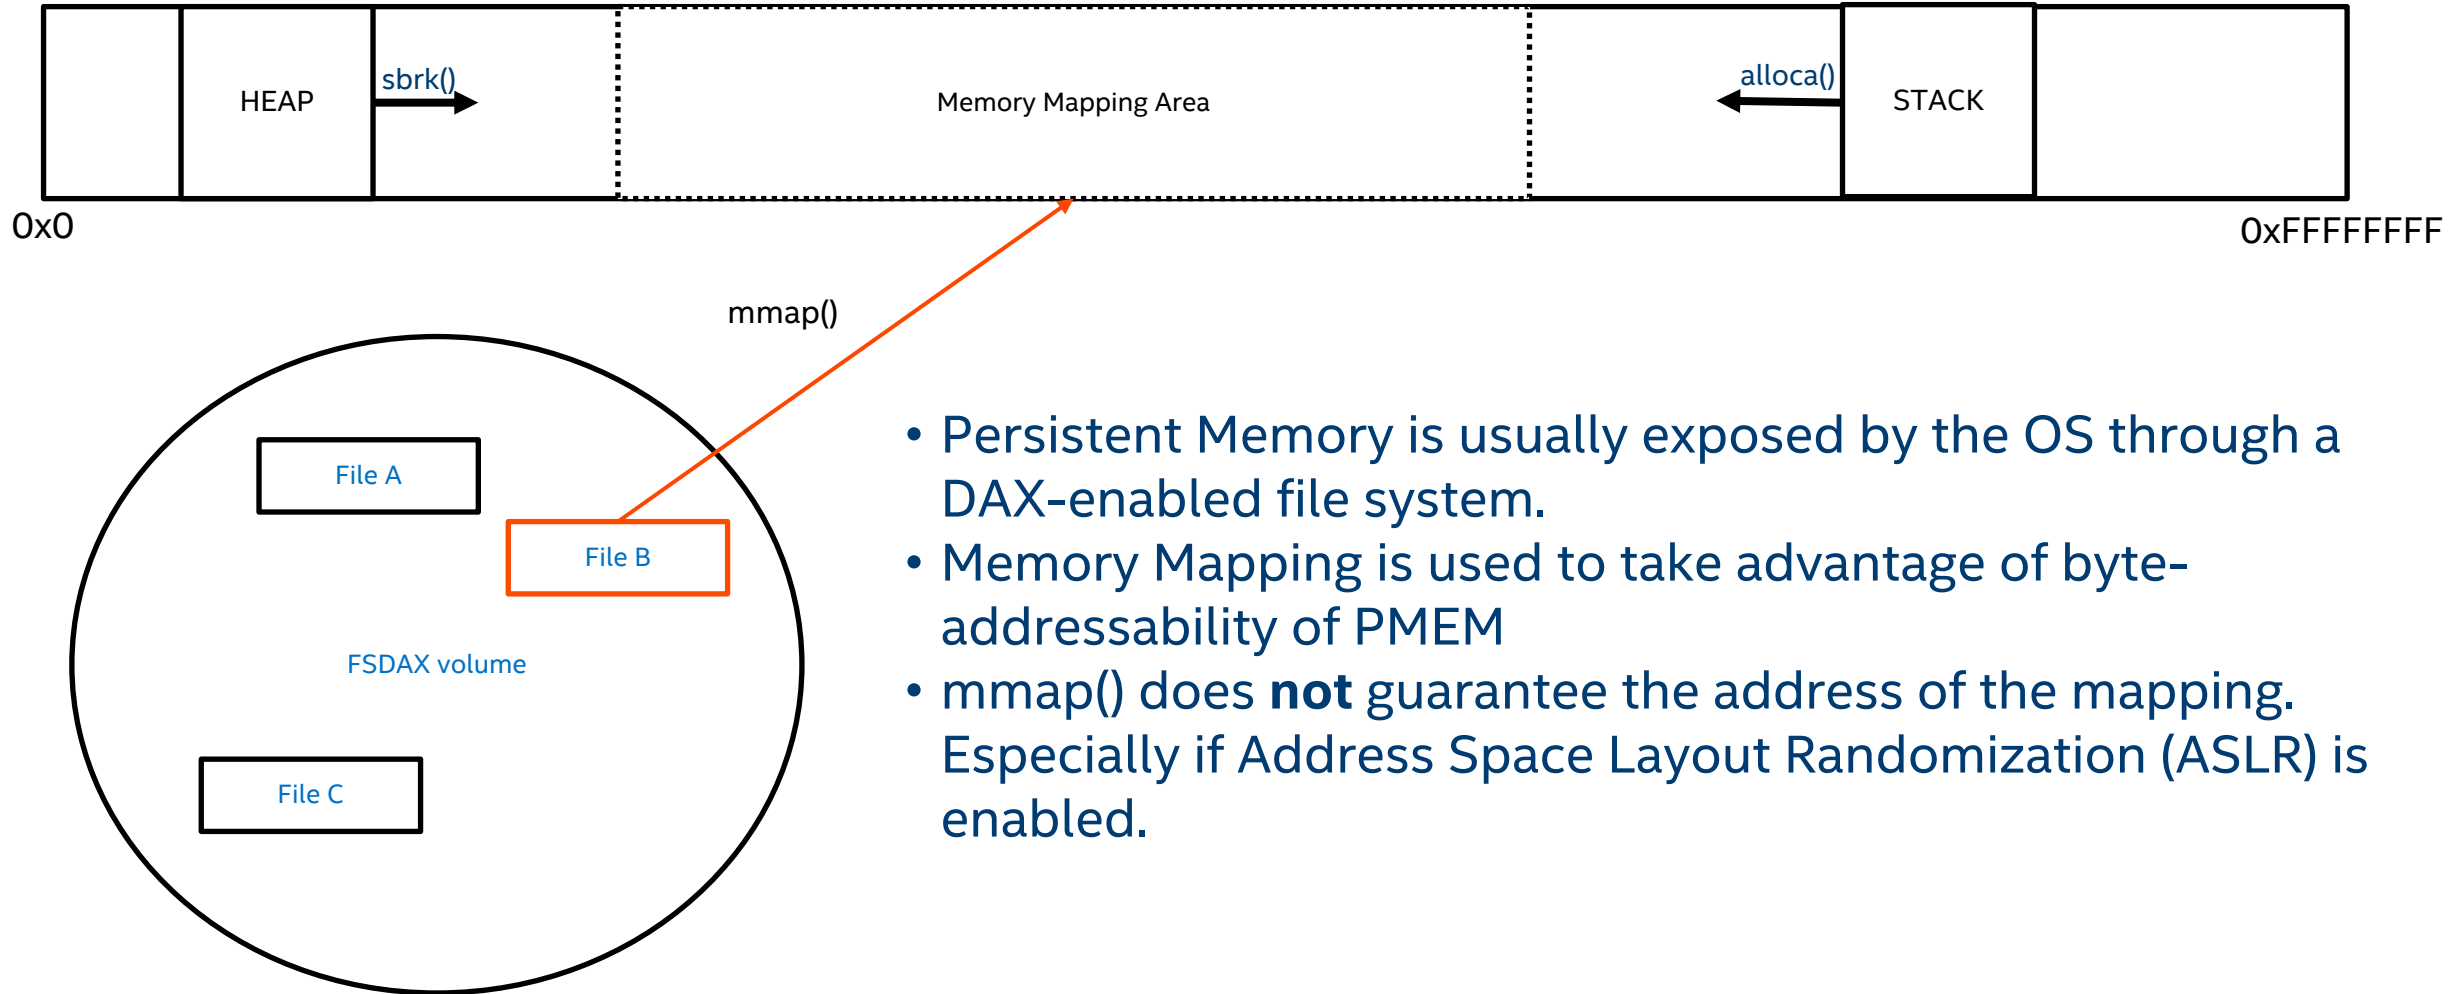 HEAP
sbrk()
Memory Mapping Area
alloca()
STACK
0x0
0xFFFFFFFF
mmap()
File A
File B
FSDAX volume
File C
• Persistent Memory is usually exposed by the OS through a
DAX-enabled file system.
• Memory Mapping is used to take advantage of byte-
addressability of PMEM
• mmap() does not guarantee the address of the mapping.
Especially if Address Space Layout Randomization (ASLR) is
enabled.